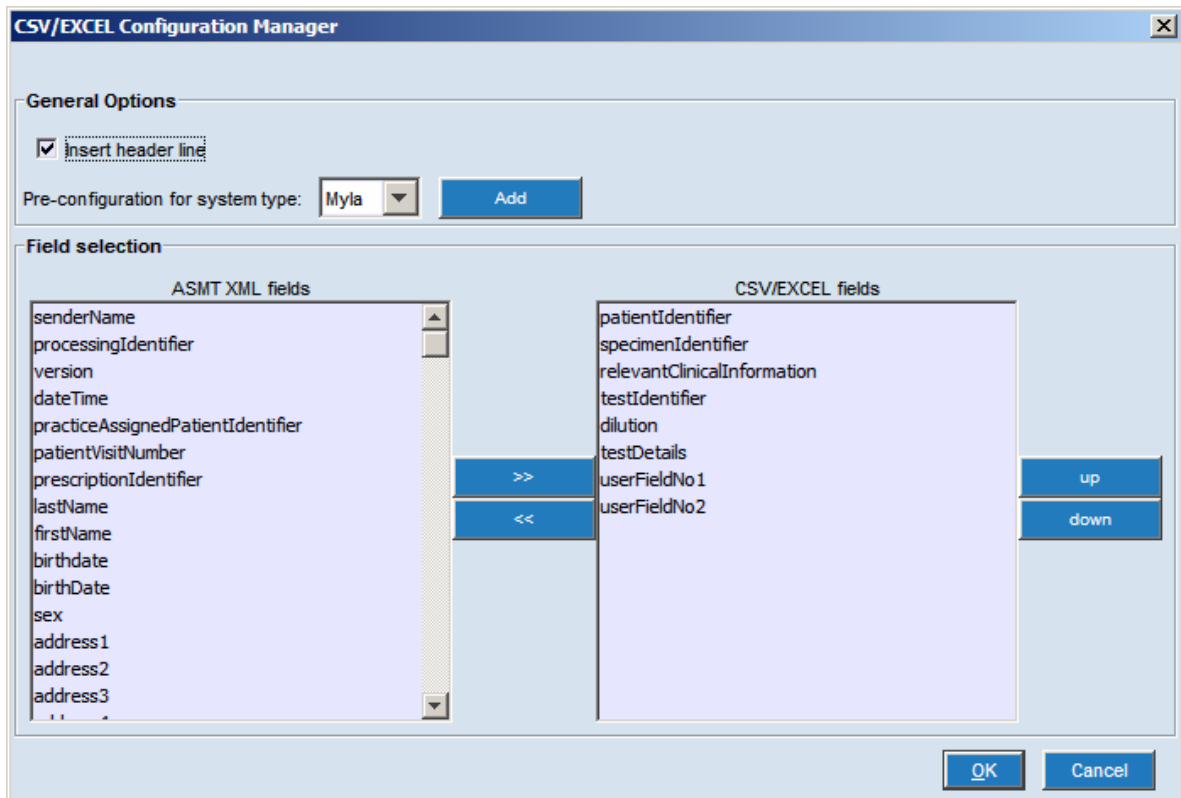 CSV/EXCEL Configuration Manager
General Options
Insert header line
Pre-configuration for system type: Myla Add
Field selection
ASMT XML fields
senderName
processingIdentifier
version
dateTime
practiceAssignedPatientIdentifier
patientVisitNumber
prescriptionIdentifier
lastName
firstName
birthdate
birthDate
sex
address1
address2
address3
>>
<<
CSV/EXCEL fields
patientIdentifier
specimenIdentifier
relevantClinicalInformation
testIdentifier
dilution
testDetails
userFieldNo1
userFieldNo2
up
down
OK Cancel